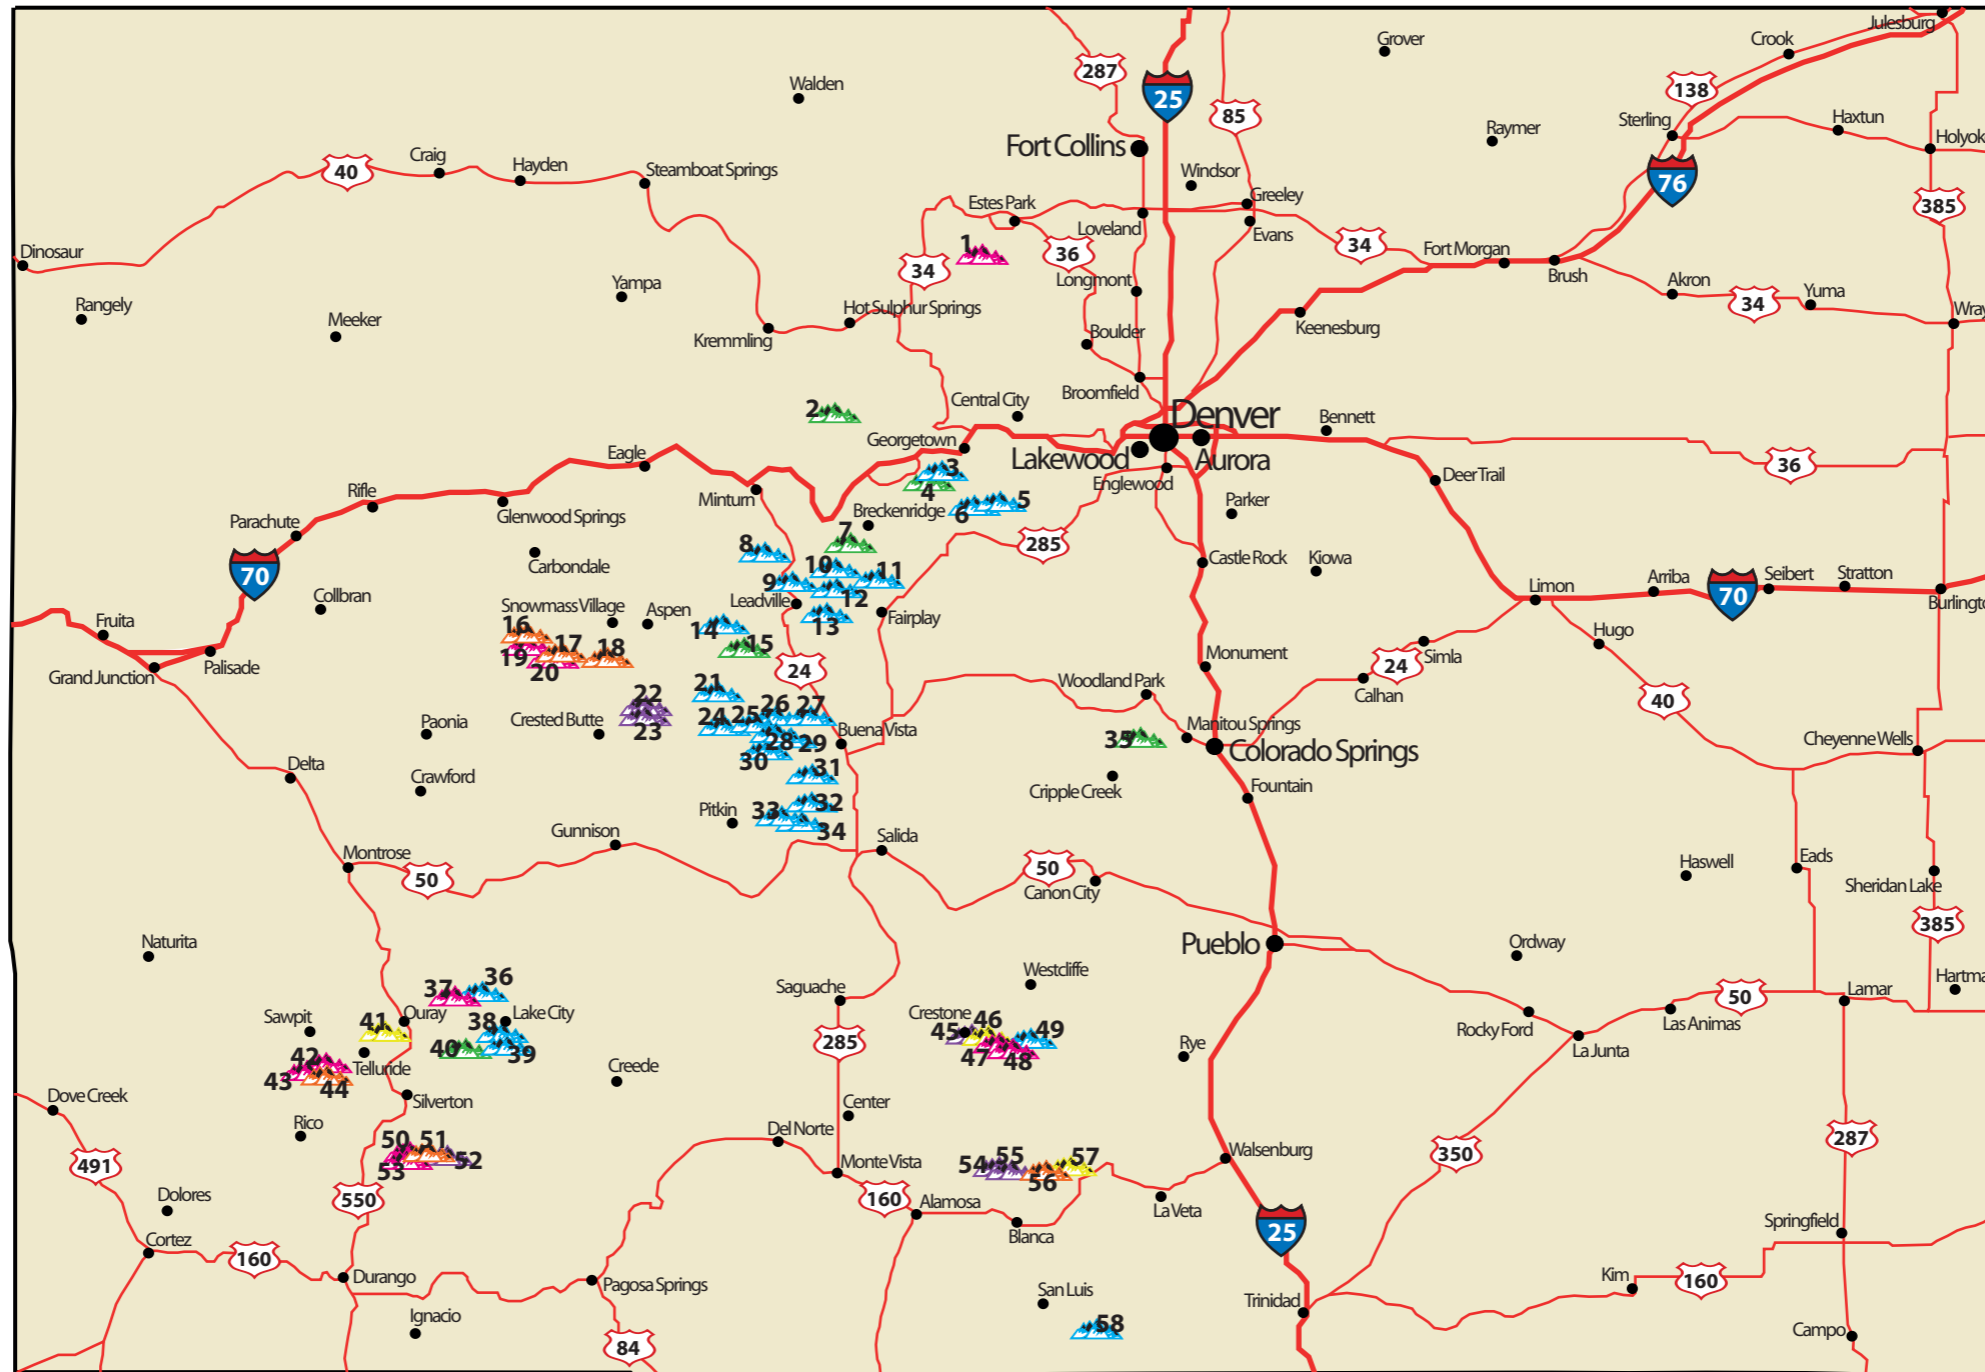 Julesburg
Grover
Crook
287
25
Walden
138
85
Sterling
Haxtun
Raymer
Fort Collins
Holyok
Craig
Hayden
Steamboat Springs
40
Windsor
76
Greeley
Estes Park
385
Loveland
Evans
1
36
34
Dinosaur
34
Fort Morgan
Brush
Longmont
Akron
Yuma
34
Yampa
Rangely
Hot Sulphur Springs
Meeker
Wray
Kremmling
Boulder
Keenesburg
Broomfield
2
Central City
Denver
Bennett
Georgetown
Lakewood
Aurora
Eagle
36
3
Englewood
Deer Trail
4
Rifle
Minturn
Parker
5
6
Breckenridge
Glenwood Springs
Parachute
7
285
8
Castle Rock
Kiowa
10
Carbondale
70
11
9
12
Limon
Arriba
70
Seibert
Stratton
Burlingto
Collbran
Leadville
Snowmass Village
Aspen
Fairplay
Fruita
16
14
13
17
15
18
Hugo
19
20
Simla
24
Palisade
Monument
24
Grand Junction
Woodland Park
Calhan
21
22
40
26
27
Paonia
Crested Butte
23
24
25
Buena Vista
Manitou Springs
35
28
29
Colorado Springs
Cheyenne Wells
30
Delta
31
Crawford
Cripple Creek
Fountain
32
Pitkin
33
34
Gunnison
Salida
Montrose
50
50
Haswell
Eads
Canon City
Sheridan Lake
385
Naturita
Pueblo
Ordway
Westcliffe
37
36
Hartma
Saguache
50
Lamar
Sawpit
Ouray
Lake City
Crestone
Las Animas
41
38
46
Rocky Ford
45
49
285
La Junta
40
39
42
47
48
Rye
Telluride
43
44
Creede
Dove Creek
Silverton
Center
Rico
Del Norte
287
50
51
350
Walsenburg
491
53
52
Monte Vista
54
55
57
56
Dolores
550
160
Alamosa
La Veta
Blanca
25
Springfield
Cortez
160
Durango
Pagosa Springs
Kim
160
San Luis
Trinidad
Ignacio
58
Campo
84